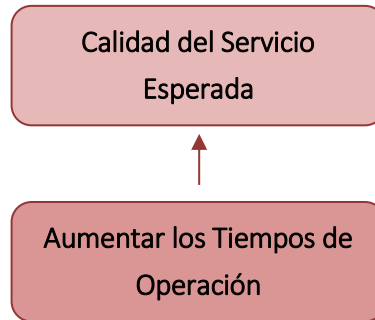 Calidad del Servicio
Esperada
Aumentar los Tiempos de
Operación